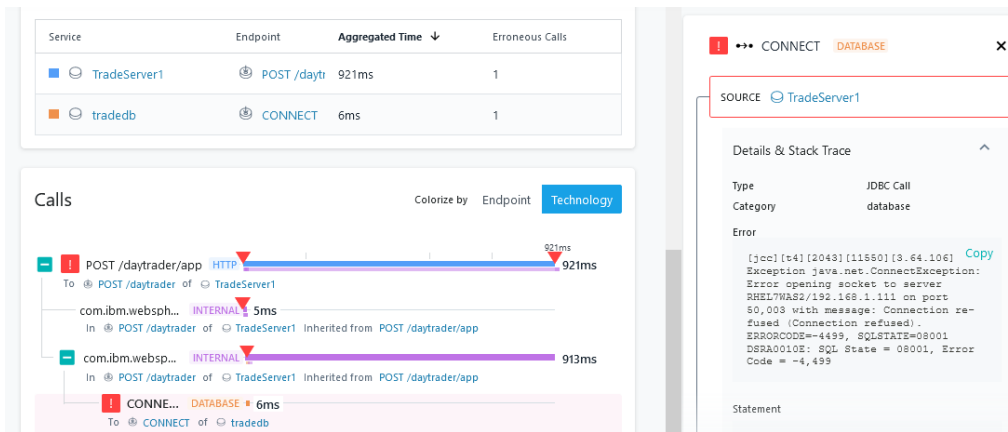 Service Endpoint Aggregated Time ↓ Erroneous Calls
TradeServer1 POST /daytr 921ms 1
tradedb CONNECT 6ms 1
Calls
Colorize by Endpoint Technology
921ms
POST /daytrader/app HTTP 921ms
To POST /daytrader of TradeServer1
com.ibm.websph... INTERNAL 5ms
In POST /daytrader of TradeServer1 Inherited from POST /daytrader/app
com.ibm.websp... INTERNAL 913ms
In POST /daytrader of TradeServer1 Inherited from POST /daytrader/app
CONNE... DATABASE 6ms
To CONNECT of tradedb
CONNECT DATABASE
SOURCE TradeServer1
Details & Stack Trace
Type JDBC Call
Category database
Error
Copy
[jcc][t4][2043][11550][3.64.106]
Exception java.net.ConnectException:
Error opening socket to server
RHEL7WAS2/192.168.1.111 on port
50,003 with message: Connection re-
fused (Connection refused).
ERRORCODE=-4499, SQLSTATE=08001
DSRA0010E: SQL State = 08001, Error
Code = -4,499
Statement